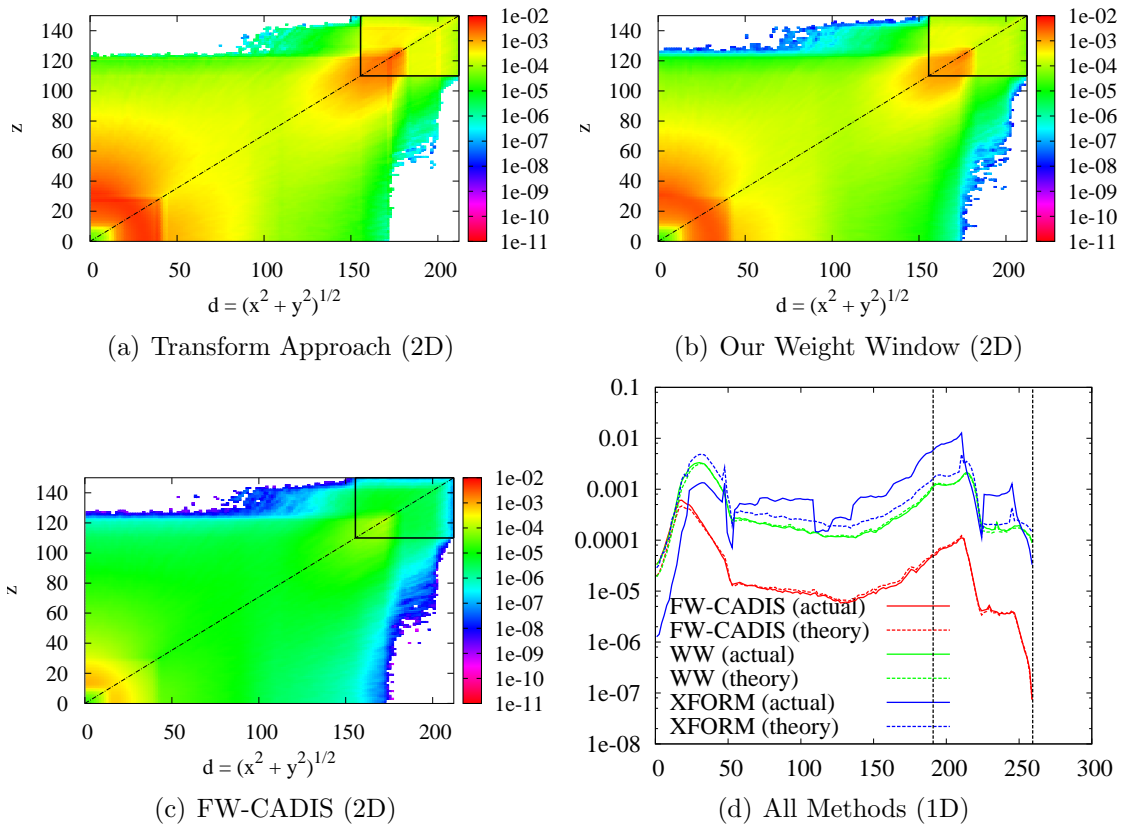 140
120
100
80
60
40
20
0
z
0 50 100 150 200
d = (x² + y²)^1/2
1e-02
1e-03
1e-04
1e-05
1e-06
1e-07
1e-08
1e-09
1e-10
1e-11
(a) Transform Approach (2D)
140
120
100
80
60
40
20
0
z
0 50 100 150 200
d = (x² + y²)^1/2
1e-02
1e-03
1e-04
1e-05
1e-06
1e-07
1e-08
1e-09
1e-10
1e-11
(b) Our Weight Window (2D)
140
120
100
80
60
40
20
0
z
0 50 100 150 200
d = (x² + y²)^1/2
1e-02
1e-03
1e-04
1e-05
1e-06
1e-07
1e-08
1e-09
1e-10
1e-11
(c) FW-CADIS (2D)
0.1
0.01
0.001
0.0001
1e-05
1e-06
1e-07
1e-08
FW-CADIS (actual)
FW-CADIS (theory)
WW (actual)
WW (theory)
XFORM (actual)
XFORM (theory)
0 50 100 150 200 250 300
(d) All Methods (1D)